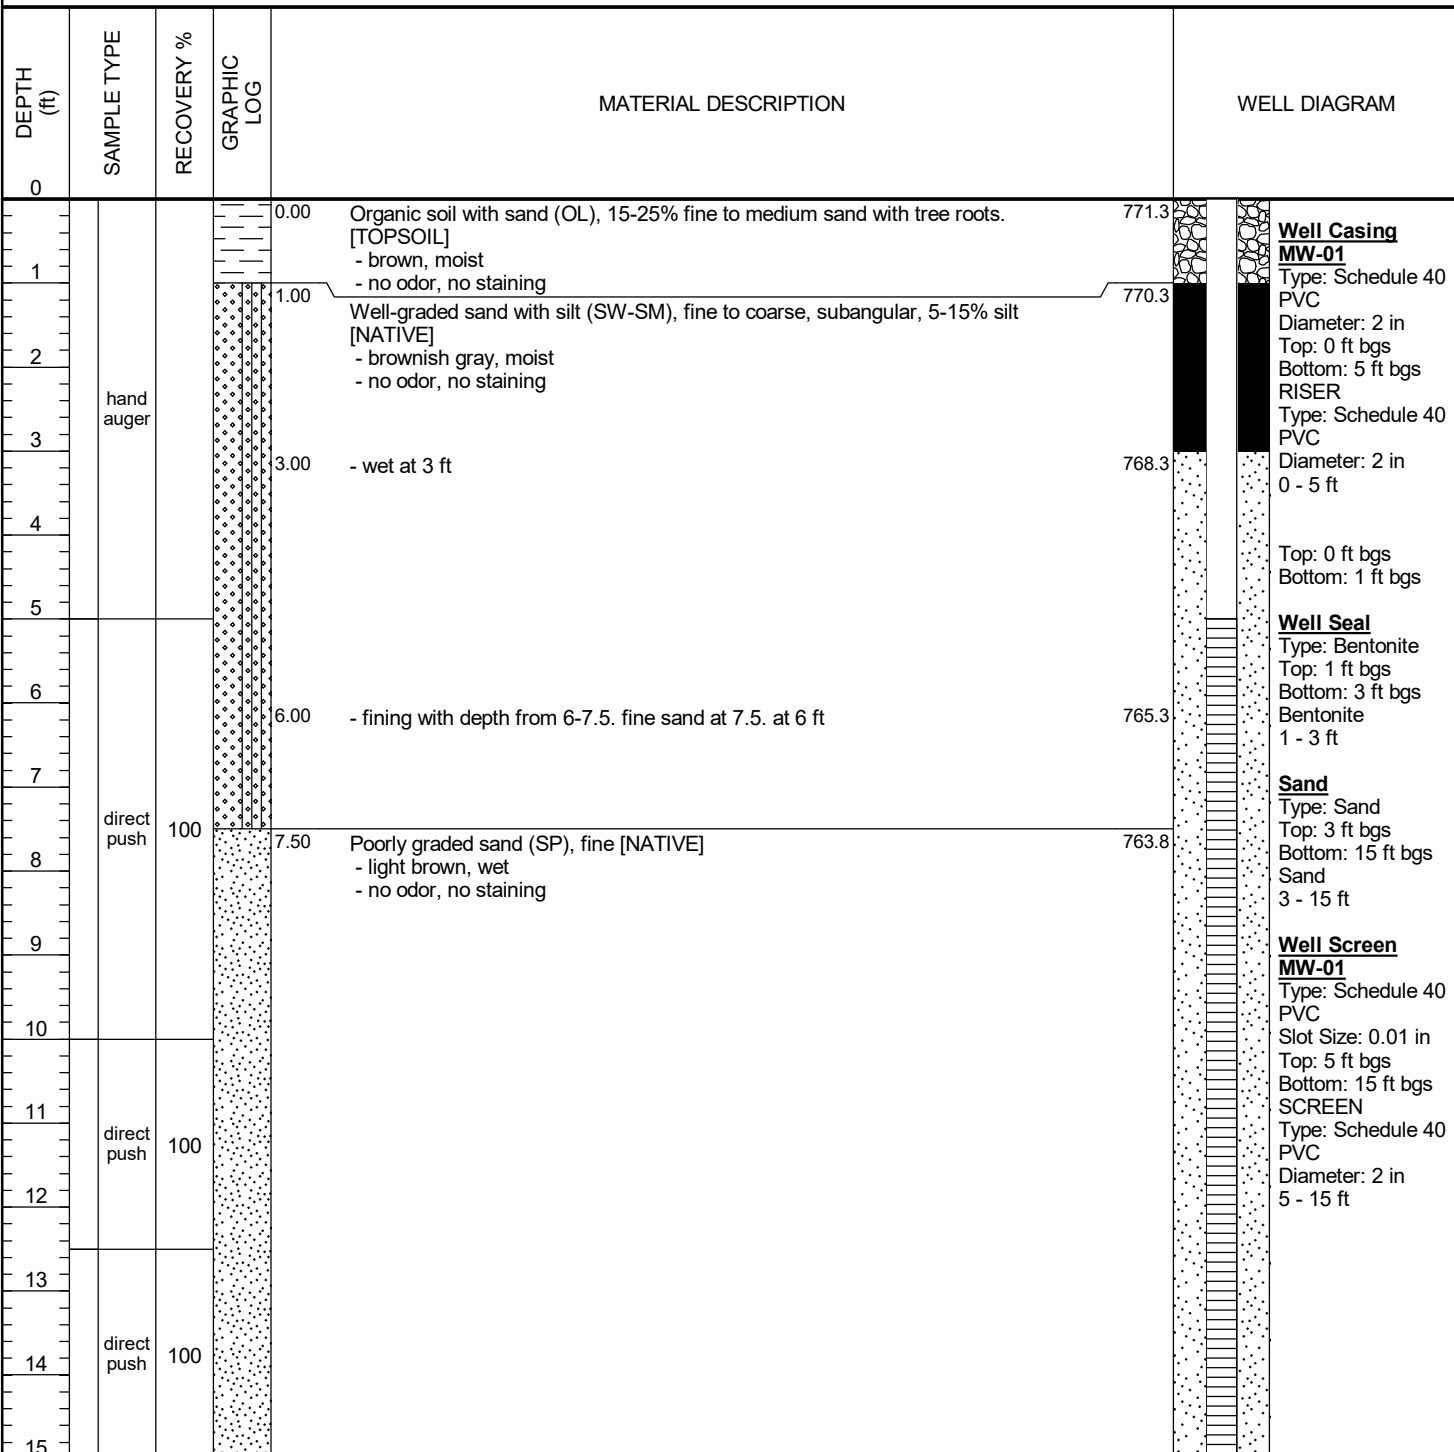 DEPTH
(ft)
SAMPLE TYPE
RECOVERY %
GRAPHIC
LOG
MATERIAL DESCRIPTION
WELL DIAGRAM
0
1
2
3
4
5
6
7
8
9
10
11
12
13
14
15
hand
auger
direct
push
100
direct
push
100
direct
push
100
0.00 Organic soil with sand (OL), 15-25% fine to medium sand with tree roots. 771.3
[TOPSOIL]
- brown, moist
- no odor, no staining
1.00 770.3
Well-graded sand with silt (SW-SM), fine to coarse, subangular, 5-15% silt
[NATIVE]
- brownish gray, moist
- no odor, no staining
3.00 - wet at 3 ft 768.3
6.00 - fining with depth from 6-7.5. fine sand at 7.5. at 6 ft 765.3
7.50 Poorly graded sand (SP), fine [NATIVE] 763.8
- light brown, wet
- no odor, no staining
Well Casing
MW-01
Type: Schedule 40
PVC
Diameter: 2 in
Top: 0 ft bgs
Bottom: 5 ft bgs
RISER
Type: Schedule 40
PVC
Diameter: 2 in
0 - 5 ft
Top: 0 ft bgs
Bottom: 1 ft bgs
Well Seal
Type: Bentonite
Top: 1 ft bgs
Bottom: 3 ft bgs
Bentonite
1 - 3 ft
Sand
Type: Sand
Top: 3 ft bgs
Bottom: 15 ft bgs
Sand
3 - 15 ft
Well Screen
MW-01
Type: Schedule 40
PVC
Slot Size: 0.01 in
Top: 5 ft bgs
Bottom: 15 ft bgs
SCREEN
Type: Schedule 40
PVC
Diameter: 2 in
5 - 15 ft